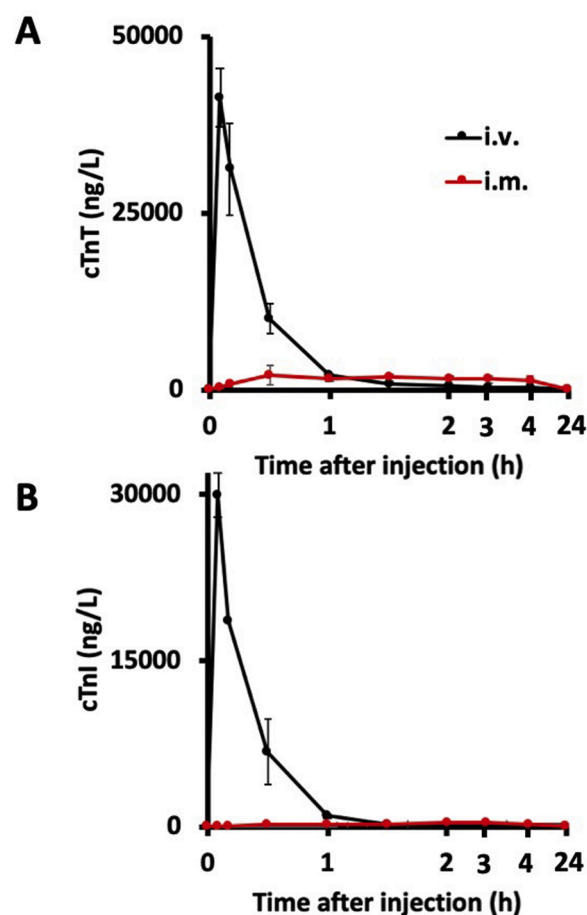 A
50000
25000
0
cTnT (ng/L)
i.v.
i.m.
0 1 2 3 4 24
Time after injection (h)
B
30000
15000
0
cTnI (ng/L)
0 1 2 3 4 24
Time after injection (h)